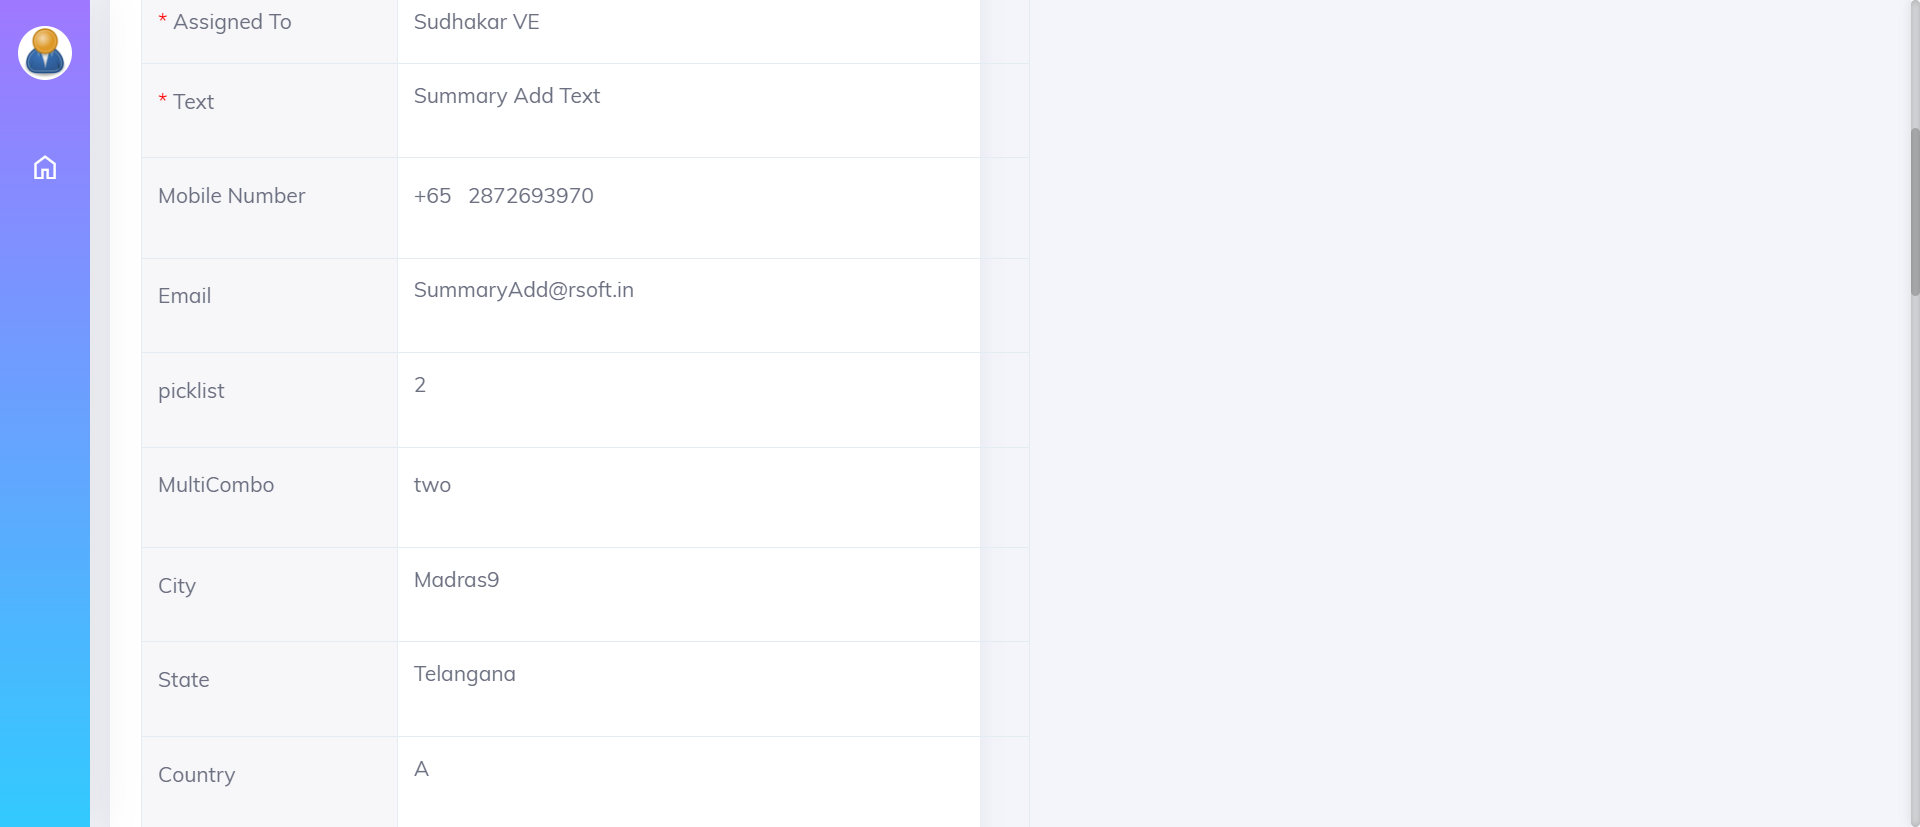 * Assigned To Sudhakar VE
* Text Summary Add Text
Mobile Number +65 2872693970
Email SummaryAdd@rsoft.in
picklist 2
MultiCombo two
City Madras9
State Telangana
Country A